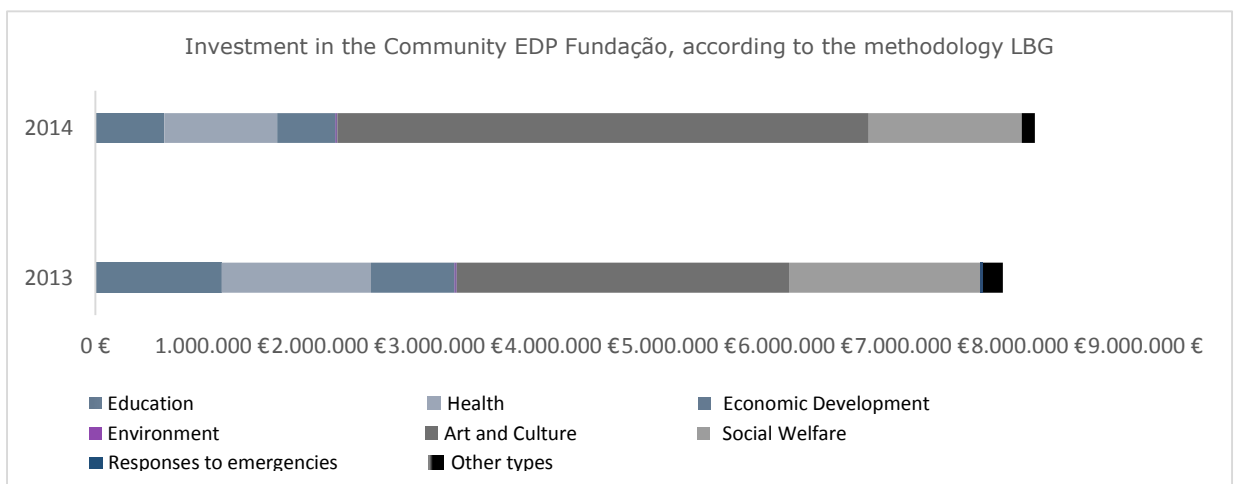 Investment in the Community EDP Fundação, according to the methodology LBG
2014
2013
0 € 1.000.000 € 2.000.000 € 3.000.000 € 4.000.000 € 5.000.000 € 6.000.000 € 7.000.000 € 8.000.000 € 9.000.000 €
Education Health Economic Development
Environment Art and Culture Social Welfare
Responses to emergencies Other types